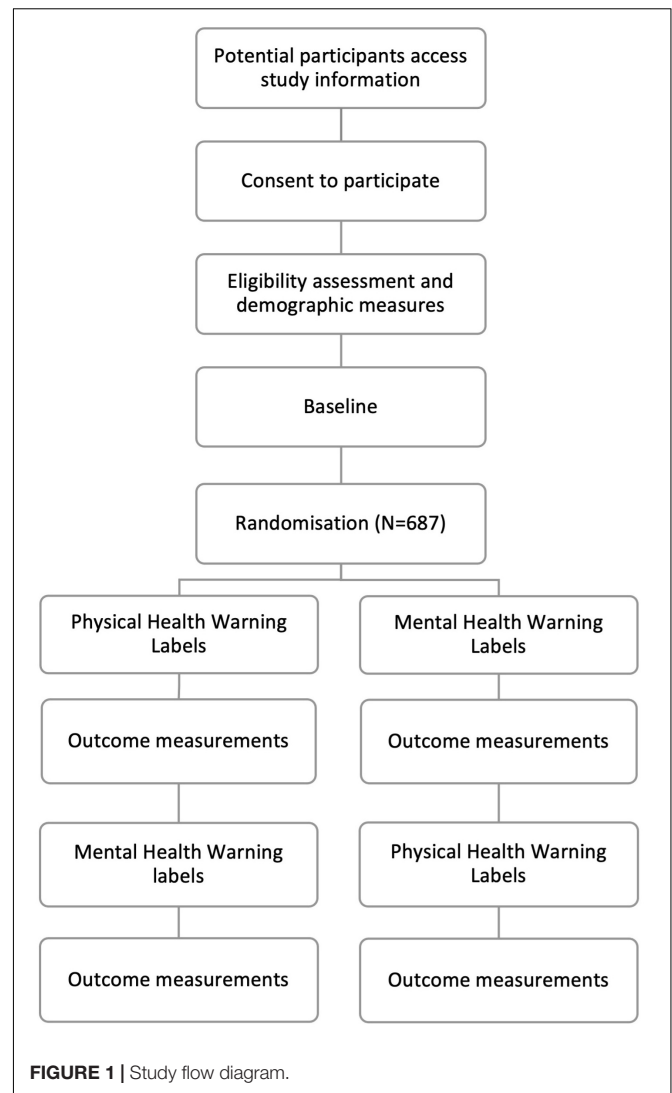 Potential participants access
study information
Consent to participate
Eligibility assessment and
demographic measures
Baseline
Randomisation (N=687)
Physical Health Warning
Labels
Mental Health Warning
Labels
Outcome measurements
Outcome measurements
Mental Health Warning
labels
Physical Health Warning
Labels
Outcome measurements
Outcome measurements
FIGURE 1 | Study flow diagram.